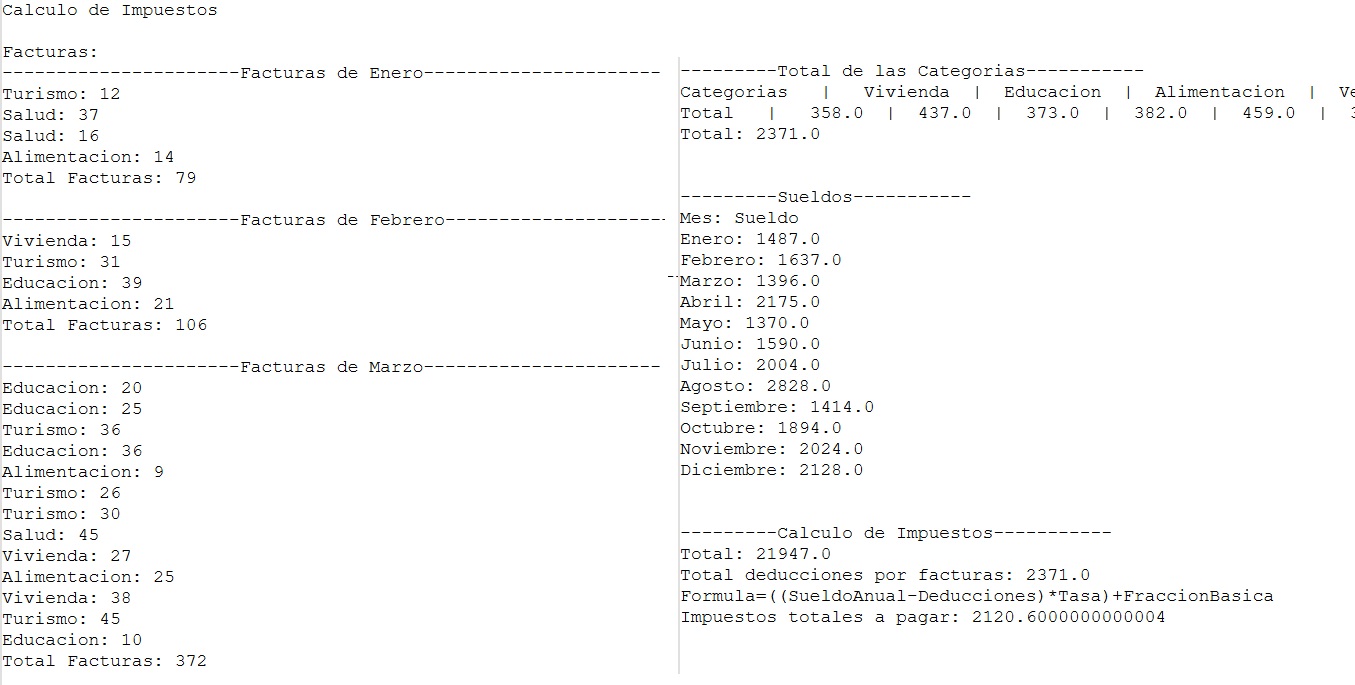 Calculo de Impuestos
Facturas:
----------------------Facturas de Enero----------------------
Turismo: 12
Salud: 37
Salud: 16
Alimentacion: 14
Total Facturas: 79
----------------------Facturas de Febrero---------------------
Vivienda: 15
Turismo: 31
Educacion: 39
Alimentacion: 21
Total Facturas: 106
----------------------Facturas de Marzo----------------------
Educacion: 20
Educacion: 25
Turismo: 36
Educacion: 36
Alimentacion: 9
Turismo: 26
Turismo: 30
Salud: 45
Vivienda: 27
Alimentacion: 25
Vivienda: 38
Turismo: 45
Educacion: 10
Total Facturas: 372
---------Total de las Categorias-----------
Categorias | Vivienda | Educacion | Alimentacion |
Total | 358.0 | 437.0 | 373.0 | 382.0 | 459.0 |
Total: 2371.0
---------Sueldos-----------
Mes: Sueldo
Enero: 1487.0
Febrero: 1637.0
Marzo: 1396.0
Abril: 2175.0
Mayo: 1370.0
Junio: 1590.0
Julio: 2004.0
Agosto: 2828.0
Septiembre: 1414.0
Octubre: 1894.0
Noviembre: 2024.0
Diciembre: 2128.0
---------Calculo de Impuestos-----------
Total: 21947.0
Total deducciones por facturas: 2371.0
Formula=((SueldoAnual-Deducciones)*Tasa)+FraccionBasica
Impuestos totales a pagar: 2120.6000000000004